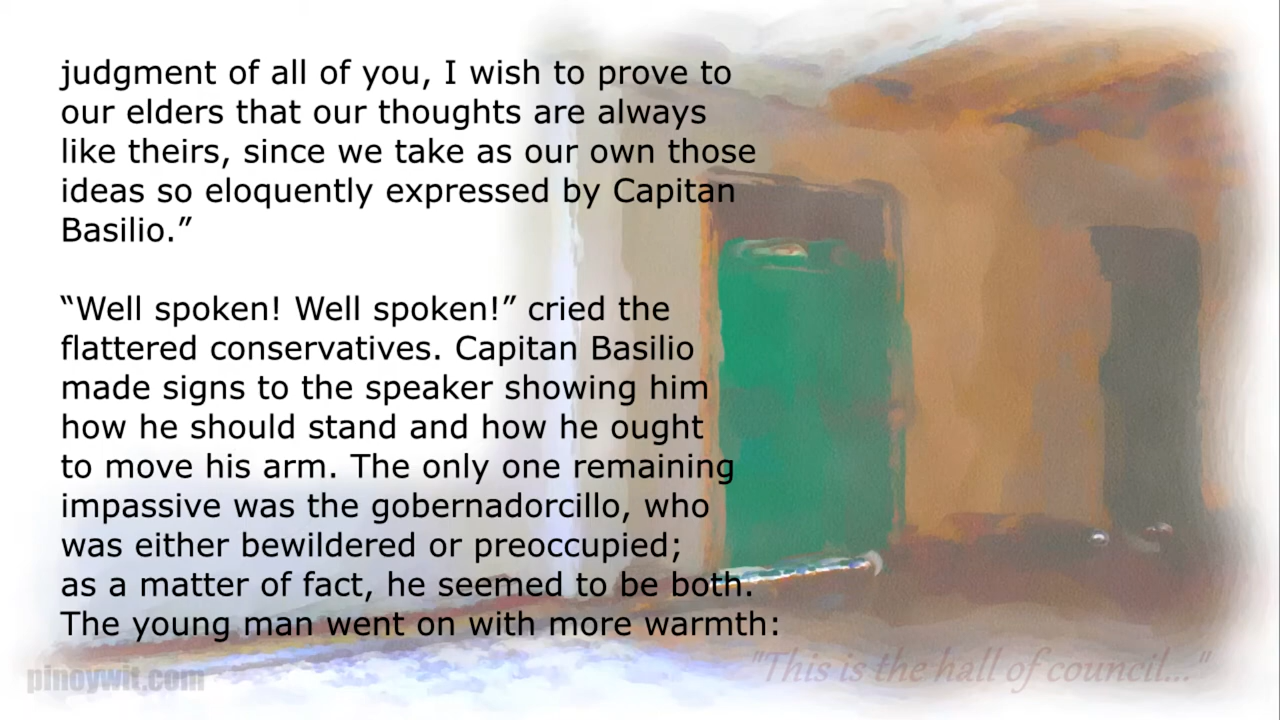 judgment of all of you, I wish to prove to
our elders that our thoughts are always
like theirs, since we take as our own those
ideas so eloquently expressed by Capitan
Basilio.”
“Well spoken! Well spoken!” cried the
flattered conservatives. Capitan Basilio
made signs to the speaker showing him
how he should stand and how he ought
to move his arm. The only one remaining
impassive was the gobernadorcillo, who
was either bewildered or preoccupied;
as a matter of fact, he seemed to be both.
The young man went on with more warmth:
"This is the hall of council..."
pinoywit.com